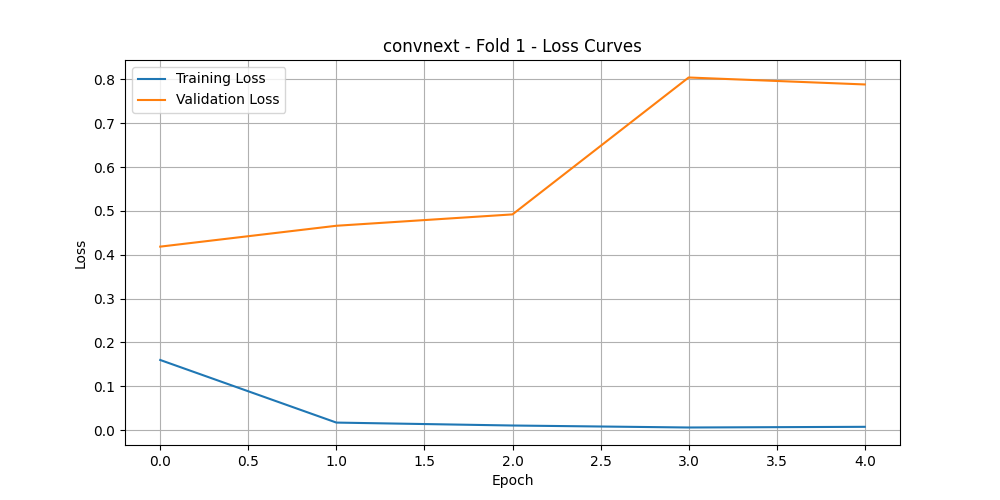 convnext - Fold 1 - Loss Curves
Training Loss
Validation Loss
0.8
0.7
0.6
0.5
0.4
0.3
0.2
0.1
0.0
Loss
0.0 0.5 1.0 1.5 2.0 2.5 3.0 3.5 4.0
Epoch